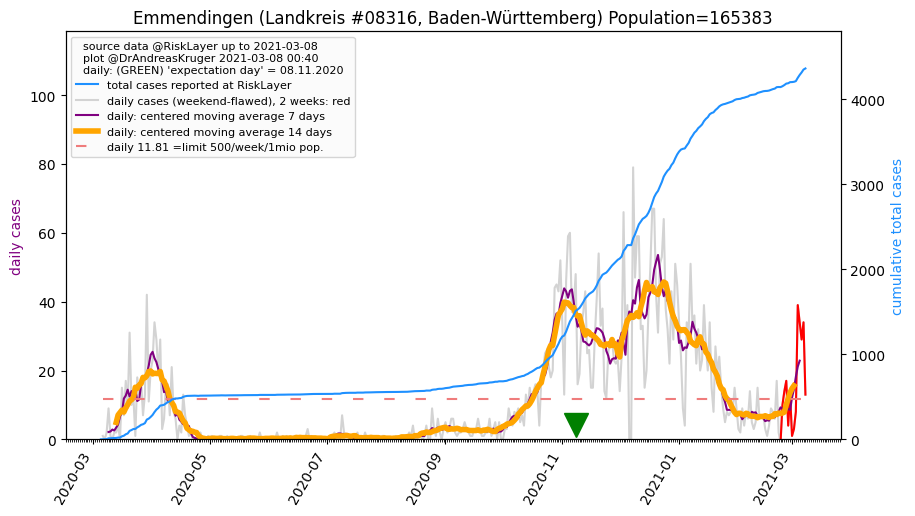 Emmendingen (Landkreis #08316, Baden-Württemberg) Population=165383
source data @RiskLayer up to 2021-03-08
plot @DrAndreasKruger 2021-03-08 00:40
daily: (GREEN) 'expectation day' = 08.11.2020
total cases reported at RiskLayer
daily cases (weekend-flawed), 2 weeks: red
daily: centered moving average 7 days
daily: centered moving average 14 days
daily 11.81 =limit 500/week/1mio pop.
daily cases
100
80
60
40
20
0
4000
3000
2000
1000
0
cumulative total cases
2020-03
2020-05
2020-07
2020-09
2020-11
2021-01
2021-03